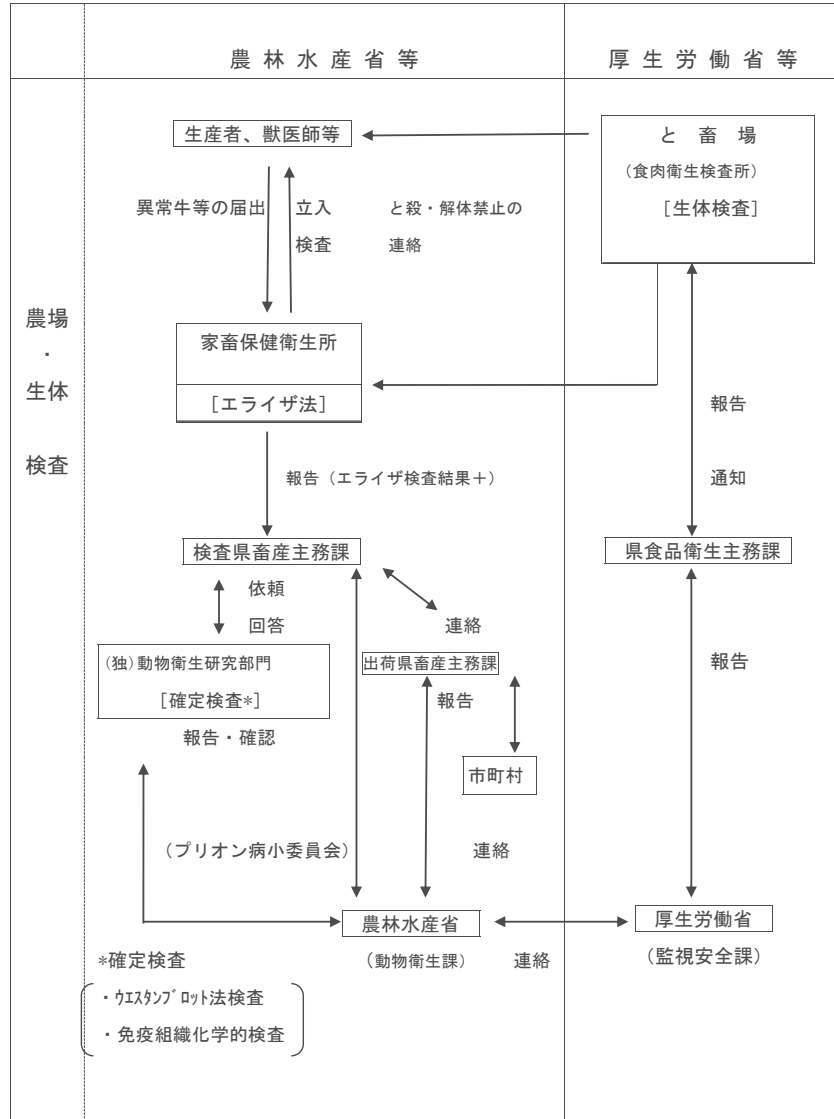 農林水産省等
厚生労働省等
農場
・
生体
検査
生産者、獣医師等
と畜場
(食肉衛生検査所)
[生体検査]
異常牛等の届出
立入
検査
と殺・解体禁止の
連絡
家畜保健衛生所
[エライザ法]
報告（エライザ検査結果＋）
報告
通知
検査県畜産主務課
県食品衛生主務課
依頼
回答
連絡
(独)動物衛生研究部門
[確定検査*]
出荷県畜産主務課
報告
報告
報告・確認
市町村
（プリオン病小委員会）
連絡
農林水産省
（動物衛生課）
連絡
厚生労働省
（監視安全課）
*確定検査
・ｳｴｽﾀﾝﾌﾞﾛｯﾄ法検査
・免疫組織化学的検査